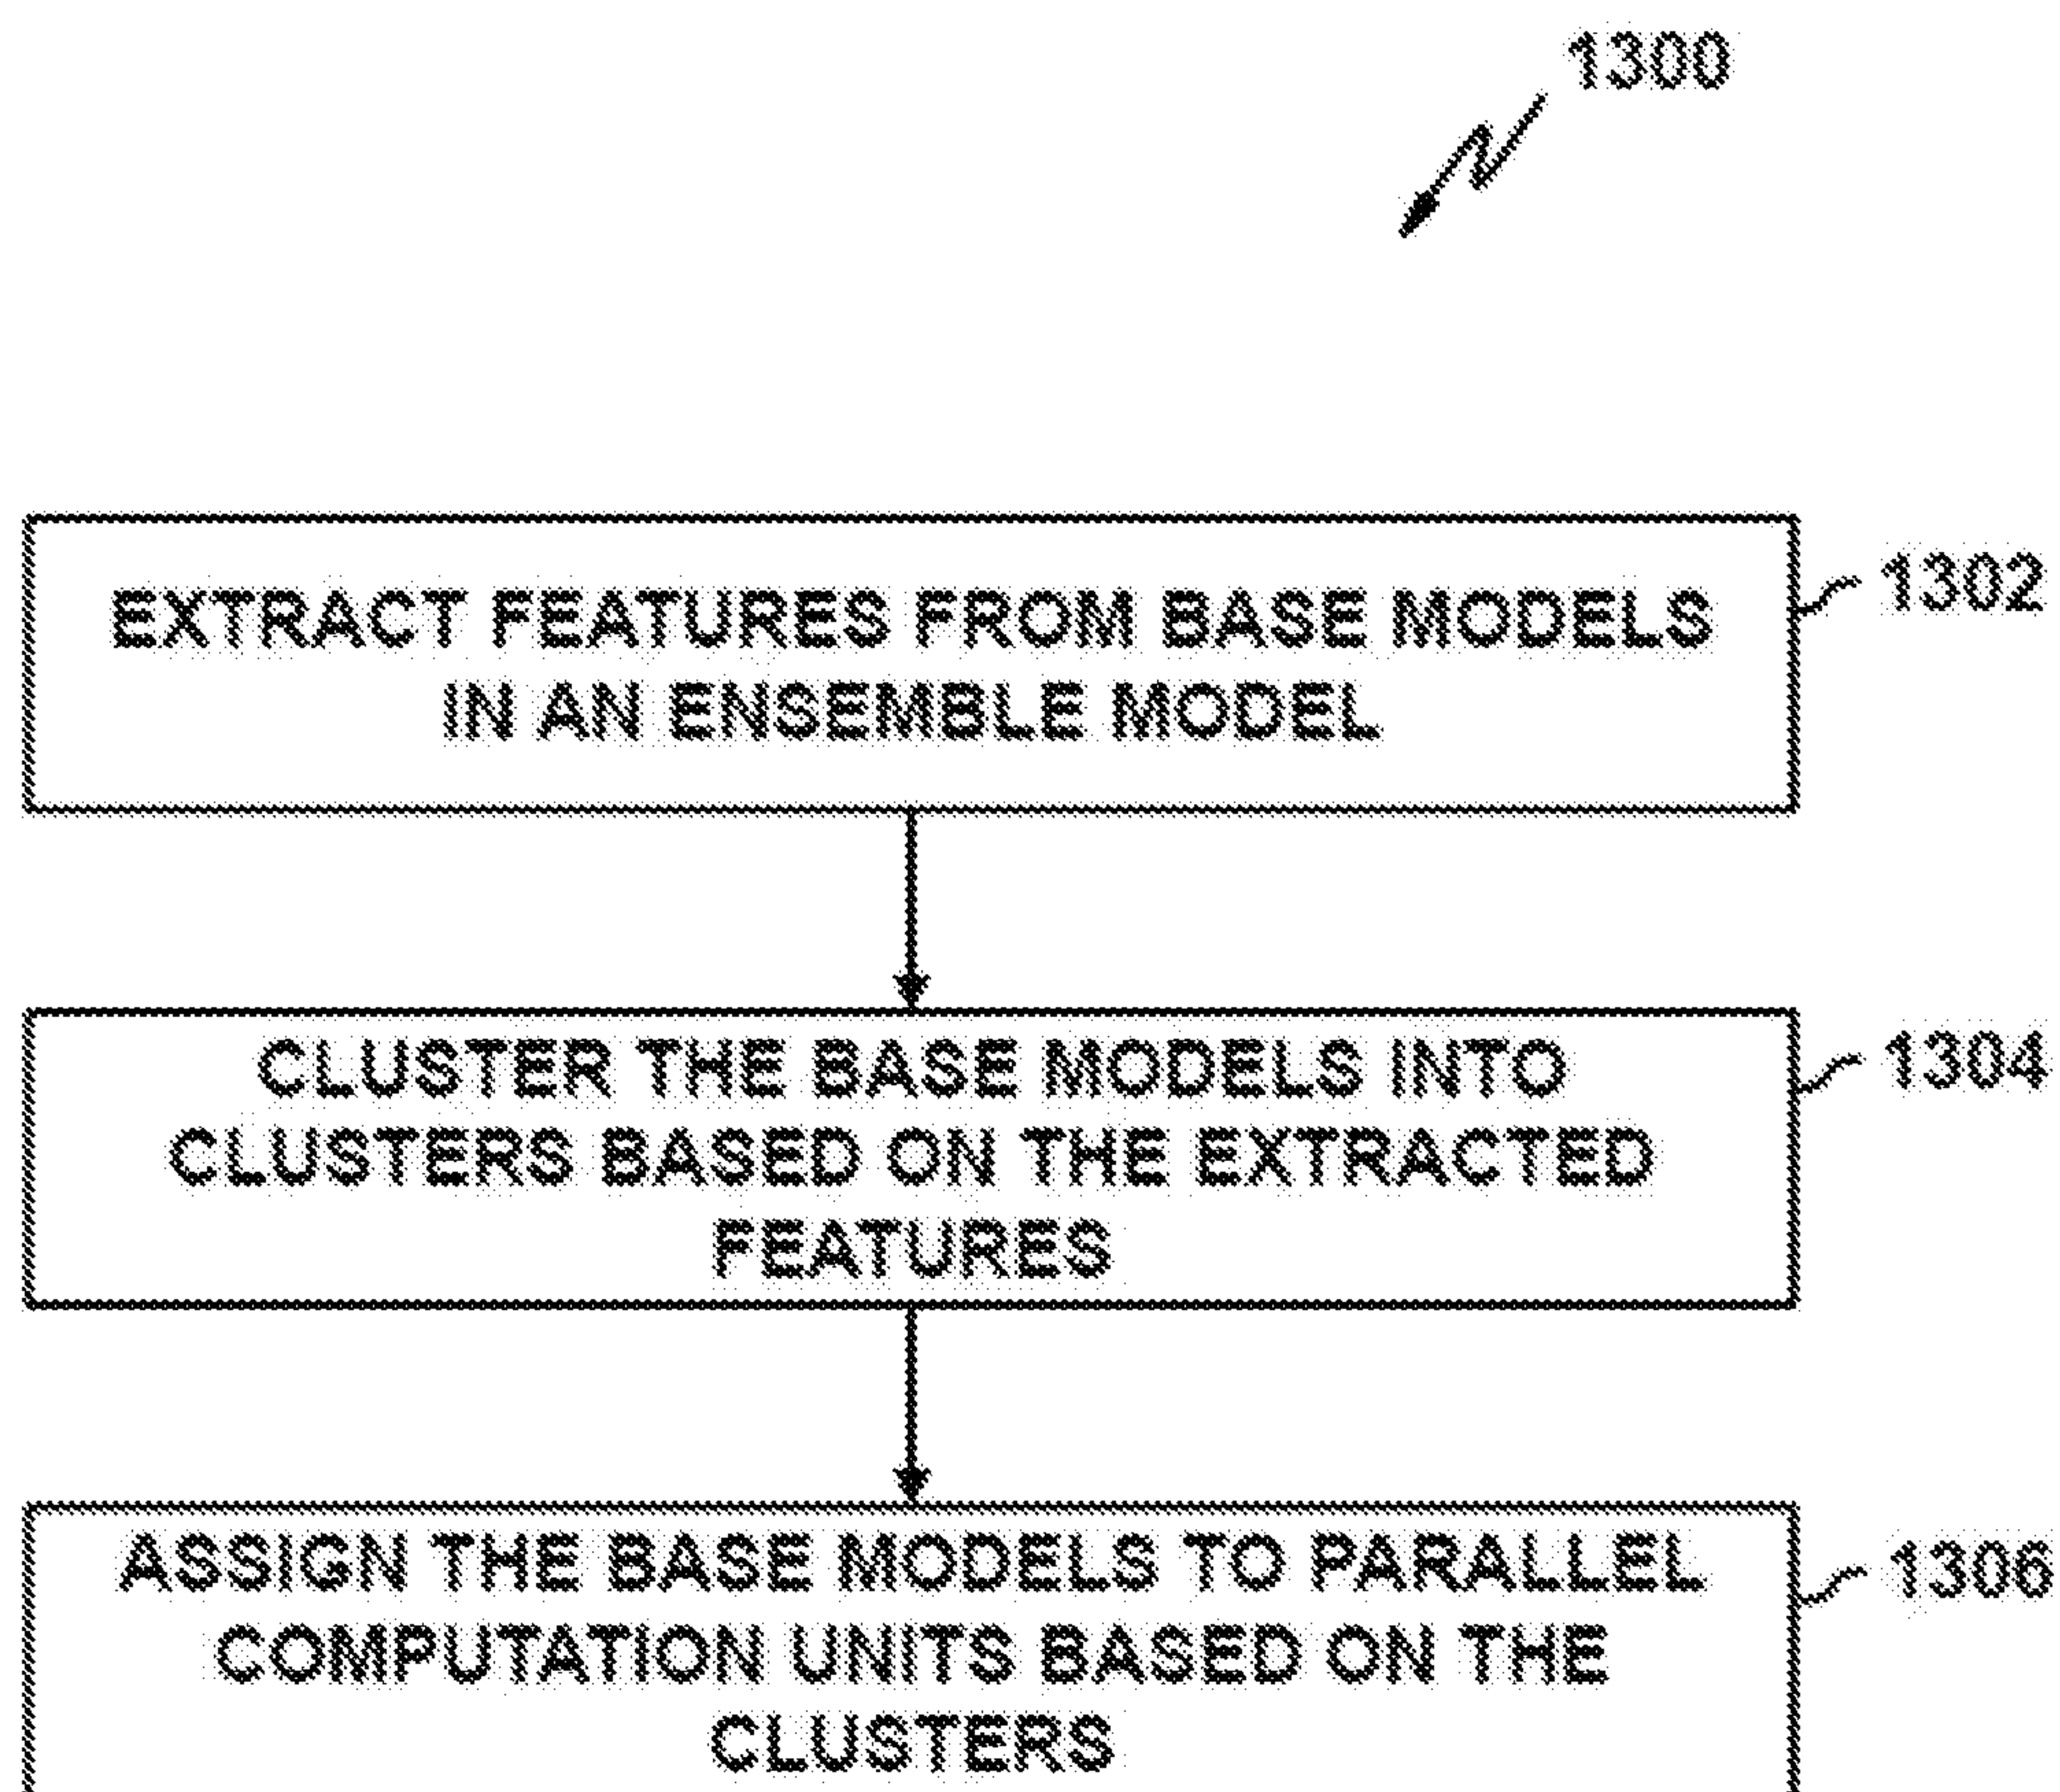 1300
EXTRACT FEATURES FROM BASE MODELS
IN AN ENSEMBLE MODEL
1302
CLUSTER THE BASE MODELS INTO
CLUSTERS BASED ON THE EXTRACTED
FEATURES
1304
ASSIGN THE BASE MODELS TO PARALLEL
COMPUTATION UNITS BASED ON THE
CLUSTERS
1306